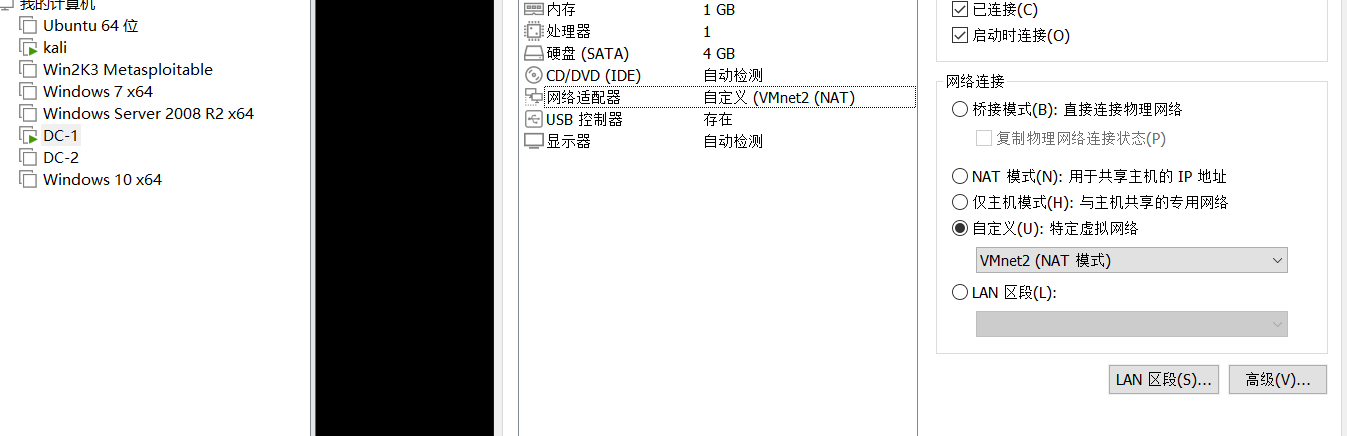 我的计算机
Ubuntu 64 位
kali
Win2K3 Metasploitable
Windows 7 x64
Windows Server 2008 R2 x64
DC-1
DC-2
Windows 10 x64
内存 1 GB
处理器 1
硬盘 (SATA) 4 GB
CD/DVD (IDE) 自动检测
网络适配器 自定义 (VMnet2 (NAT)
USB 控制器 存在
显示器 自动检测
已连接(C)
启动时连接(O)
网络连接
桥接模式(B): 直接连接物理网络
复制物理网络连接状态(P)
NAT 模式(N): 用于共享主机的 IP 地址
仅主机模式(H): 与主机共享的专用网络
自定义(U): 特定虚拟网络
VMnet2 (NAT 模式)
LAN 区段(L):
LAN 区段(S)... 高级(V)...